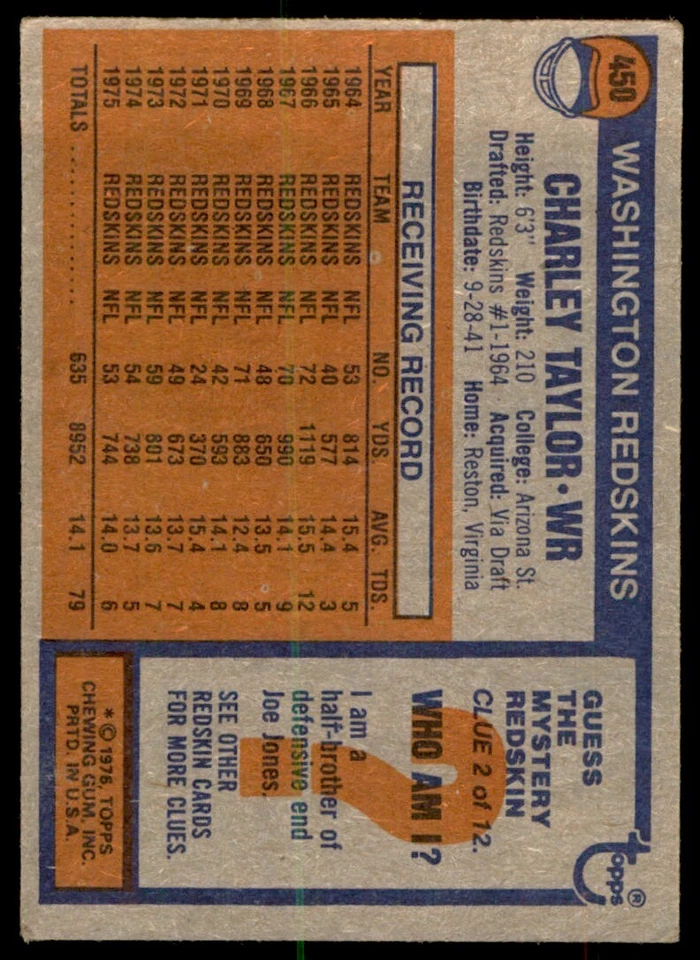 450
WASHINGTON REDSKINS
CHARLEY TAYLOR•WR
Height: 6'3" Weight: 210 College: Arizona St.
Drafted: Redskins #1-1964 Acquired: Via Draft
Birthdate: 9-28-41 Home: Reston, Virginia
RECEIVING RECORD
YEAR TEAM NO. YDS. AVG. TDS.
1964 REDSKINS NFL 53 814 15.4 5
1965 REDSKINS NFL 40 577 14.4 3
1966 REDSKINS NFL 72 1119 15.5 12
1967 REDSKINS NFL 70 990 14.1 9
1968 REDSKINS NFL 48 650 13.5 5
1969 REDSKINS NFL 71 883 12.4 8
1970 REDSKINS NFL 42 593 14.1 8
1971 REDSKINS NFL 24 370 15.4 4
1972 REDSKINS NFL 49 673 13.7 7
1973 REDSKINS NFL 59 801 13.6 7
1974 REDSKINS NFL 54 738 13.7 5
1975 REDSKINS NFL 53 744 14.0 6
TOTALS .................. 635 8952 14.1 79
topps®
GUESS
THE
MYSTERY
REDSKIN
CLUE 2 of 12.
WHO AM I?
I am a
half-brother of
defensive end
Joe Jones.
SEE OTHER
REDSKIN CARDS
FOR MORE CLUES.
*© 1976, TOPPS
CHEWING GUM, INC.
PRTD. IN U.S.A.